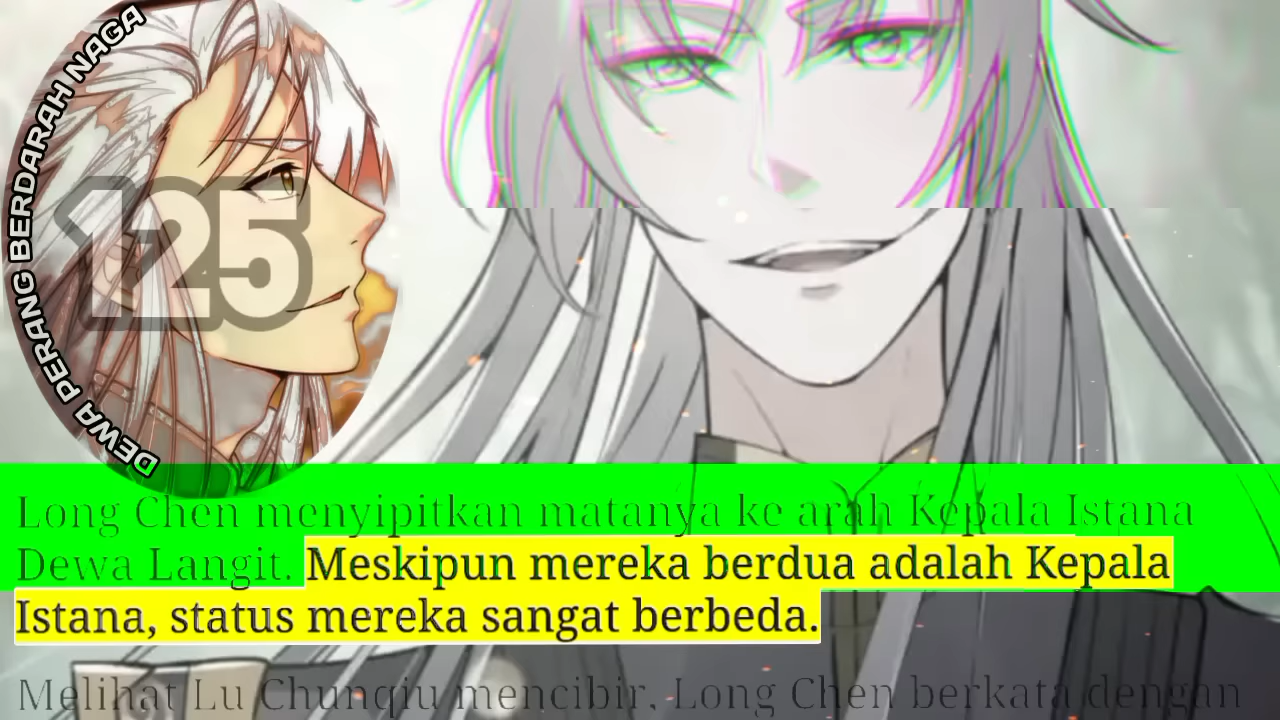 DEWA PERANG BERDARAH NAGA
125
Long Chen menyipitkan matanya ke arah Kepala Istana
Dewa Langit. Meskipun mereka berdua adalah Kepala
Istana, status mereka sangat berbeda.
Melihat Lu Chunqiu mencibir, Long Chen berkata dengan